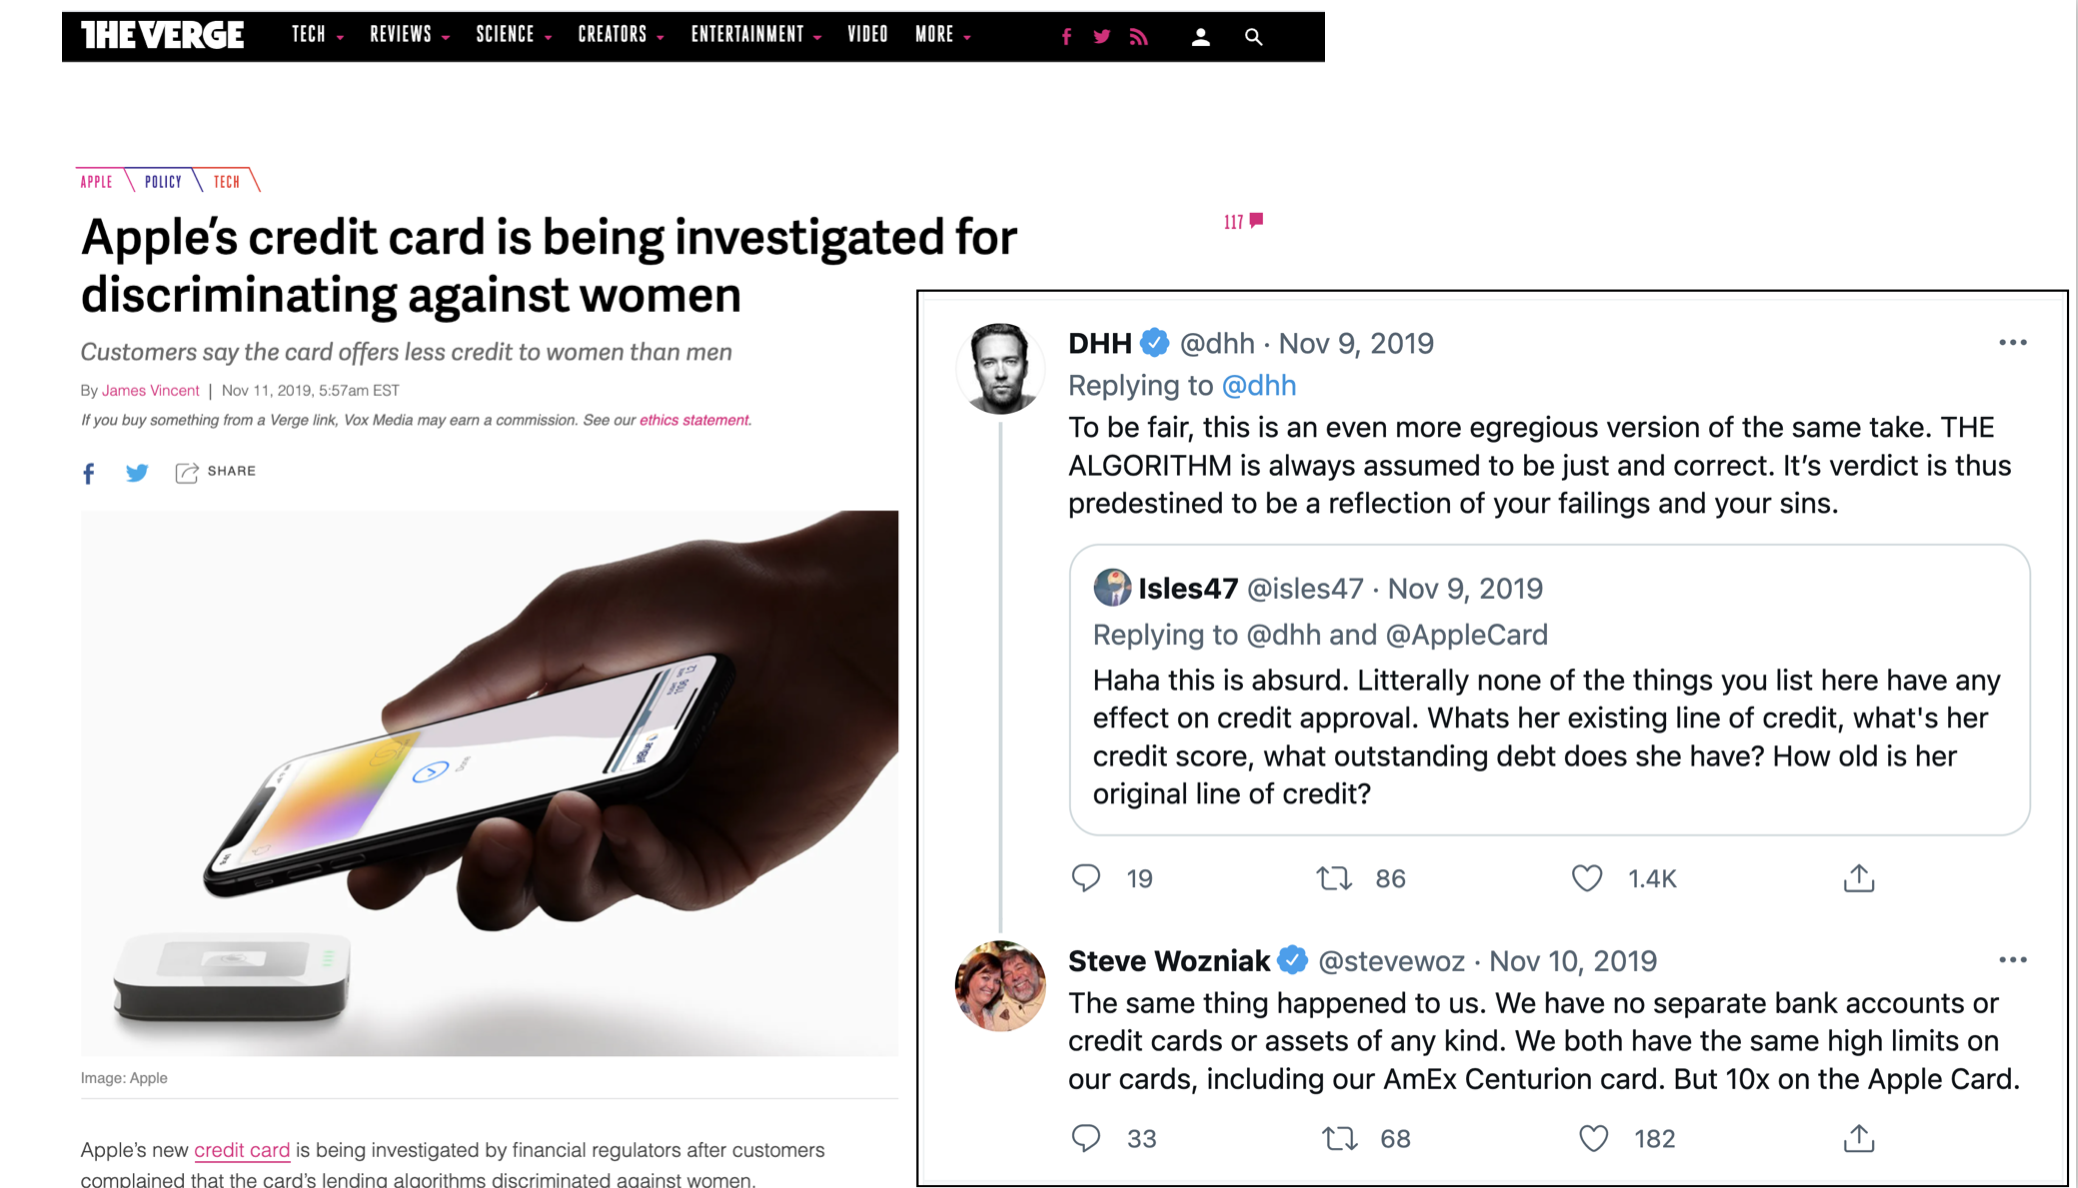 THE VERGE
TECH REVIEWS SCIENCE CREATORS ENTERTAINMENT VIDEO MORE
APPLE POLICY TECH
Apple's credit card is being investigated for
discriminating against women
117
Customers say the card offers less credit to women than men
By James Vincent | Nov 11, 2019, 5:57am EST
If you buy something from a Verge link, Vox Media may earn a commission. See our ethics statement.
SHARE
Image: Apple
Apple's new credit card is being investigated by financial regulators after customers
complained that the card's lending algorithms discriminated against women.
DHH @dhh · Nov 9, 2019
Replying to @dhh
To be fair, this is an even more egregious version of the same take. THE
ALGORITHM is always assumed to be just and correct. It's verdict is thus
predestined to be a reflection of your failings and your sins.
Isles47 @isles47 · Nov 9, 2019
Replying to @dhh and @AppleCard
Haha this is absurd. Litterally none of the things you list here have any
effect on credit approval. Whats her existing line of credit, what's her
credit score, what outstanding debt does she have? How old is her
original line of credit?
19 86 1.4K
Steve Wozniak @stevewoz · Nov 10, 2019
The same thing happened to us. We have no separate bank accounts or
credit cards or assets of any kind. We both have the same high limits on
our cards, including our AmEx Centurion card. But 10x on the Apple Card.
33 68 182